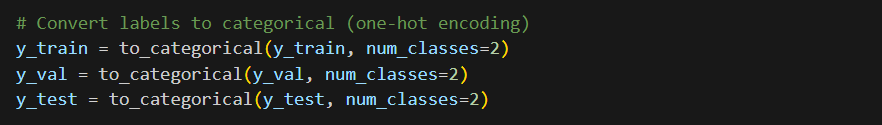 # Convert labels to categorical (one-hot encoding)
y_train = to_categorical(y_train, num_classes=2)
y_val = to_categorical(y_val, num_classes=2)
y_test = to_categorical(y_test, num_classes=2)